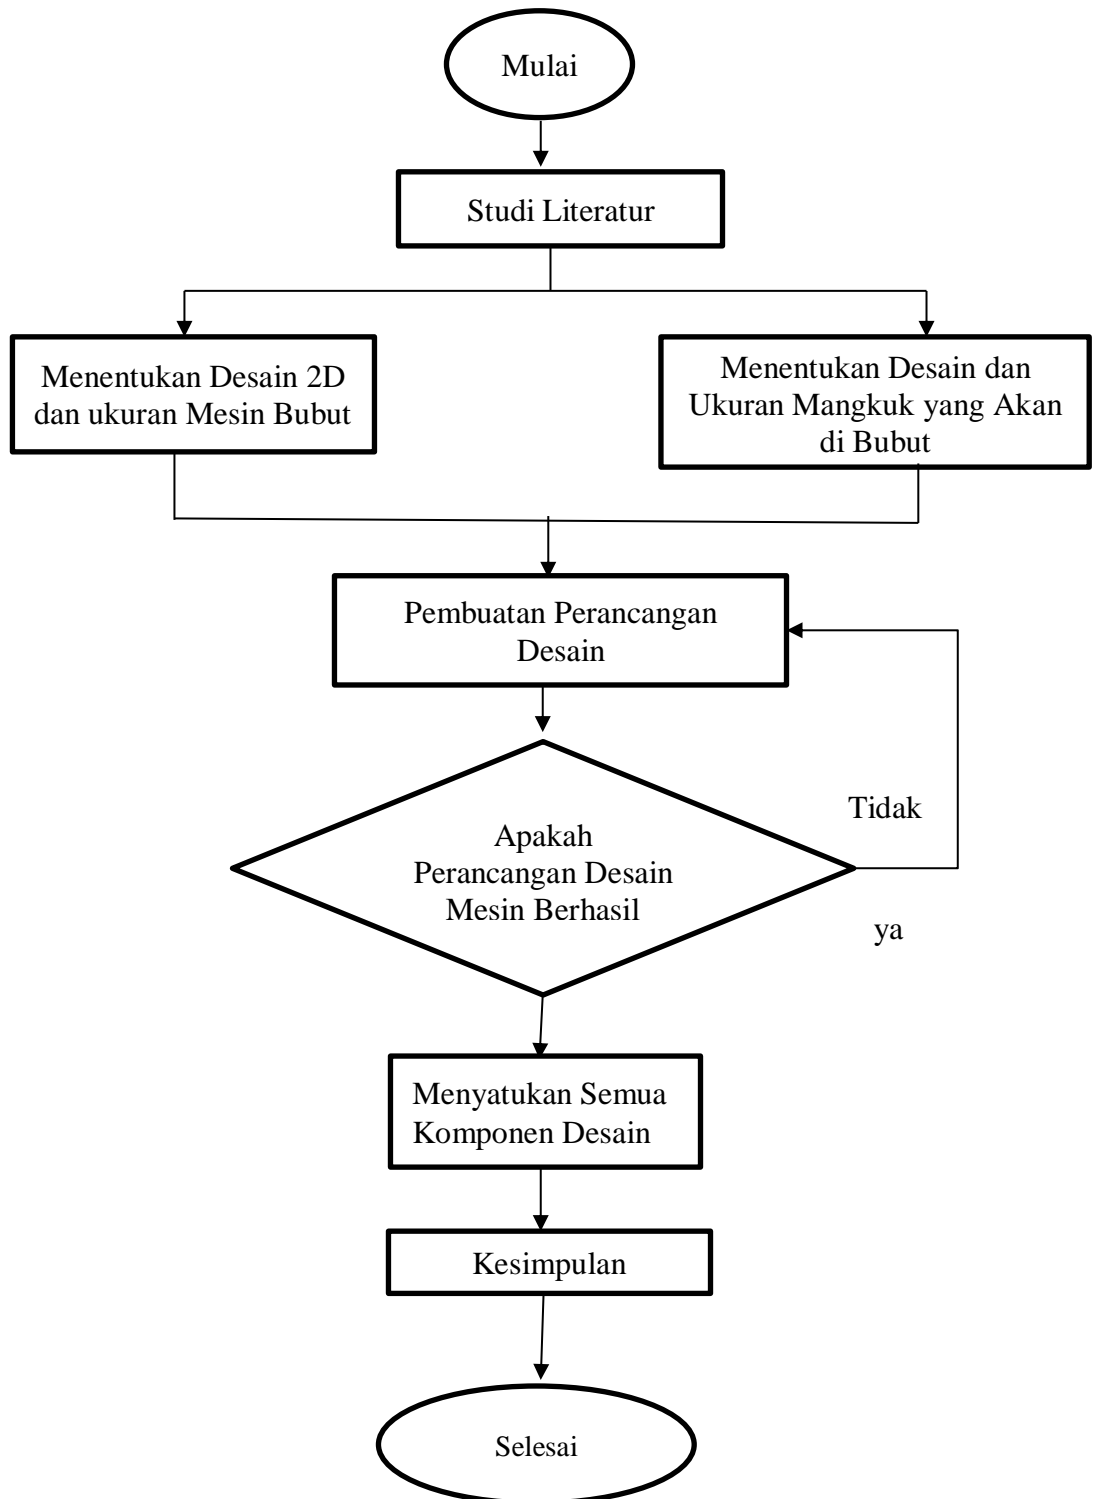 Mulai
Studi Literatur
Menentukan Desain 2D
dan ukuran Mesin Bubut
Menentukan Desain dan
Ukuran Mangkuk yang Akan
di Bubut
Pembuatan Perancangan
Desain
Tidak
Apakah
Perancangan Desain
Mesin Berhasil
ya
Menyatukan Semua
Komponen Desain
Kesimpulan
Selesai